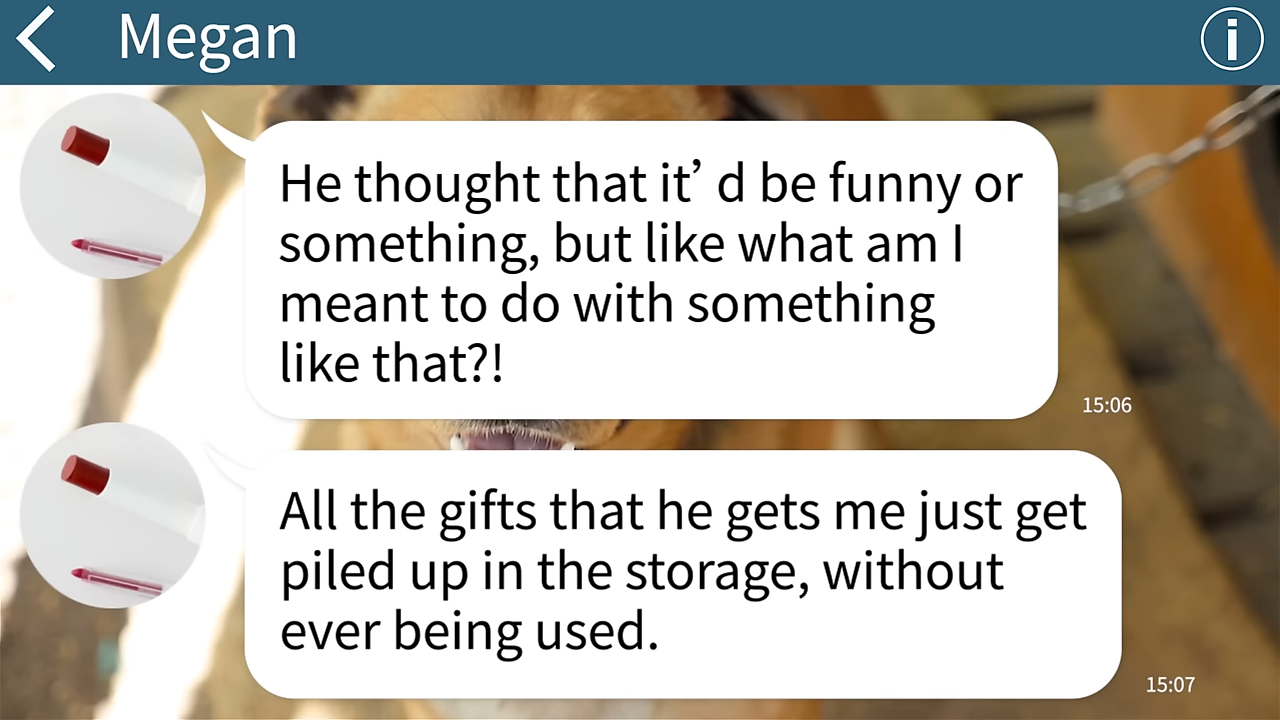 Megan
He thought that it’ d be funny or
something, but like what am I
meant to do with something
like that?!
15:06
All the gifts that he gets me just get
piled up in the storage, without
ever being used.
15:07